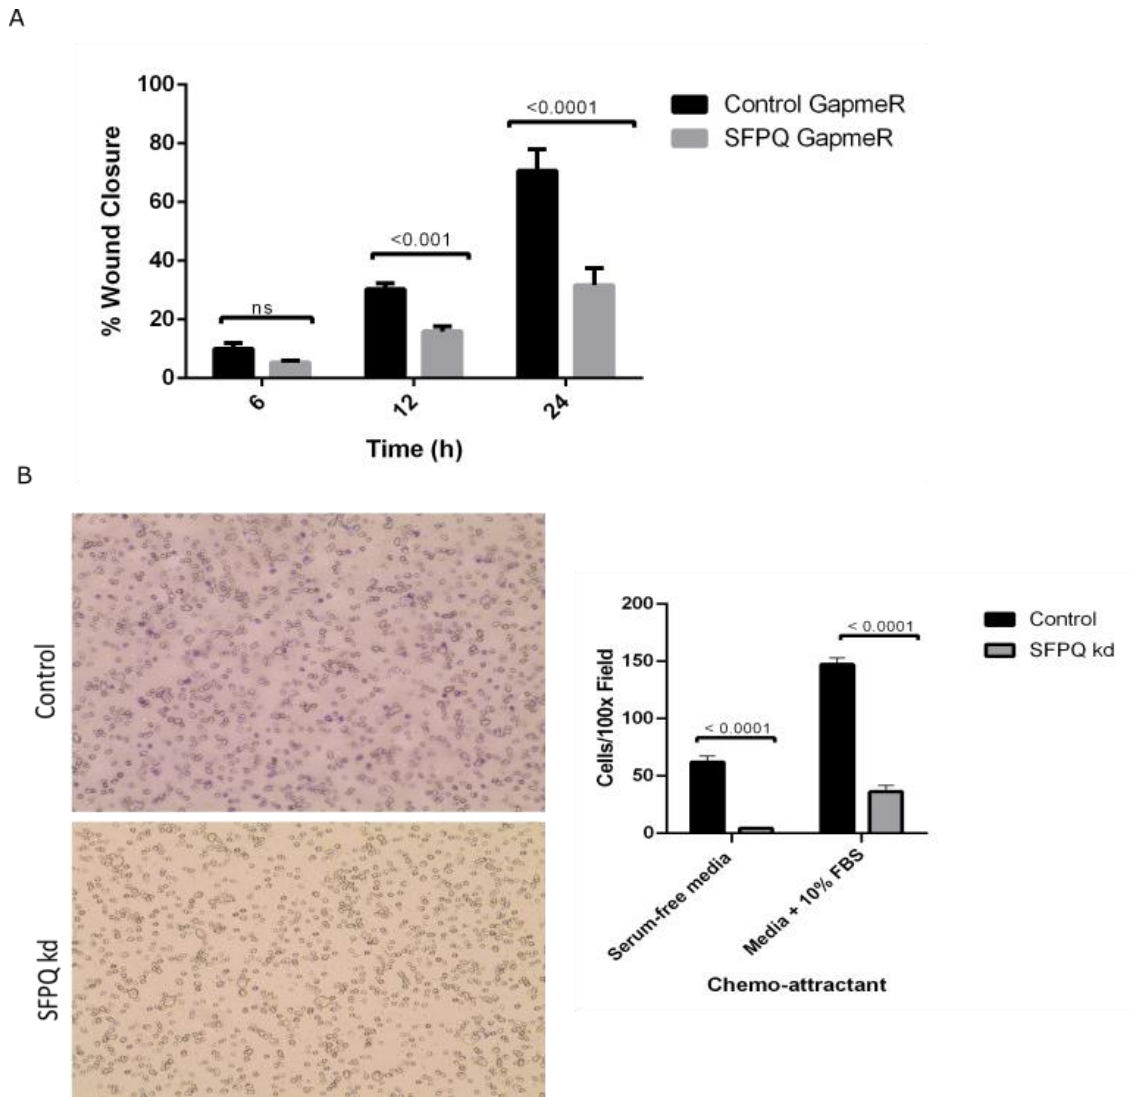 A
100
80
60
40
20
0
% Wound Closure
ns
<0.001
<0.0001
6
12
24
Time (h)
Control GapmeR
SFPQ GapmeR
B
Control
SFPQ kd
200
150
100
50
0
Cells/100x Field
< 0.0001
< 0.0001
Serum-free media
Media + 10% FBS
Chemo-attractant
Control
SFPQ kd